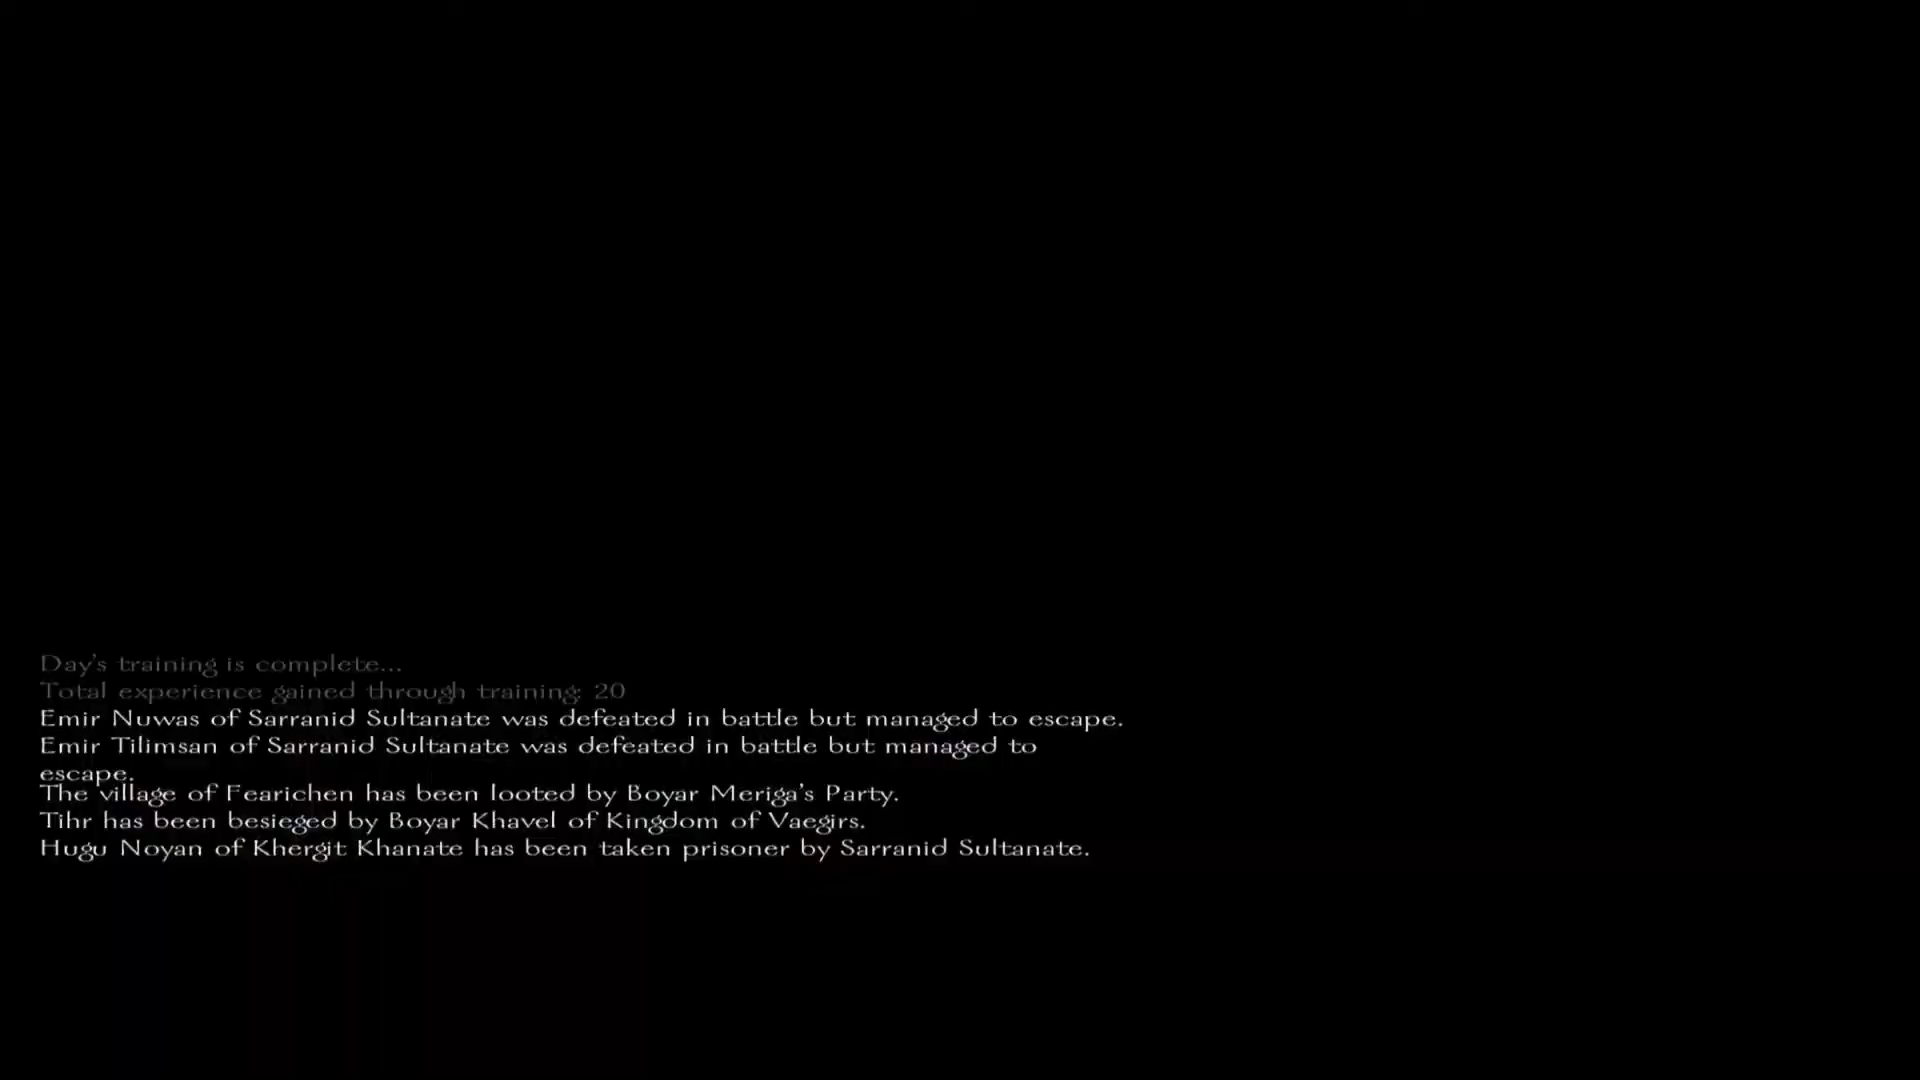 Day's training is complete...
Total experience gained through training: 20
Emir Nuwas of Sarranid Sultanate was defeated in battle but managed to escape.
Emir Tilimsan of Sarranid Sultanate was defeated in battle but managed to
escape.
The village of Fearichen has been looted by Boyar Meriga's Party.
Tihr has been besieged by Boyar Khavel of Kingdom of Vaegirs.
Hugu Noyan of Khergit Khanate has been taken prisoner by Sarranid Sultanate.